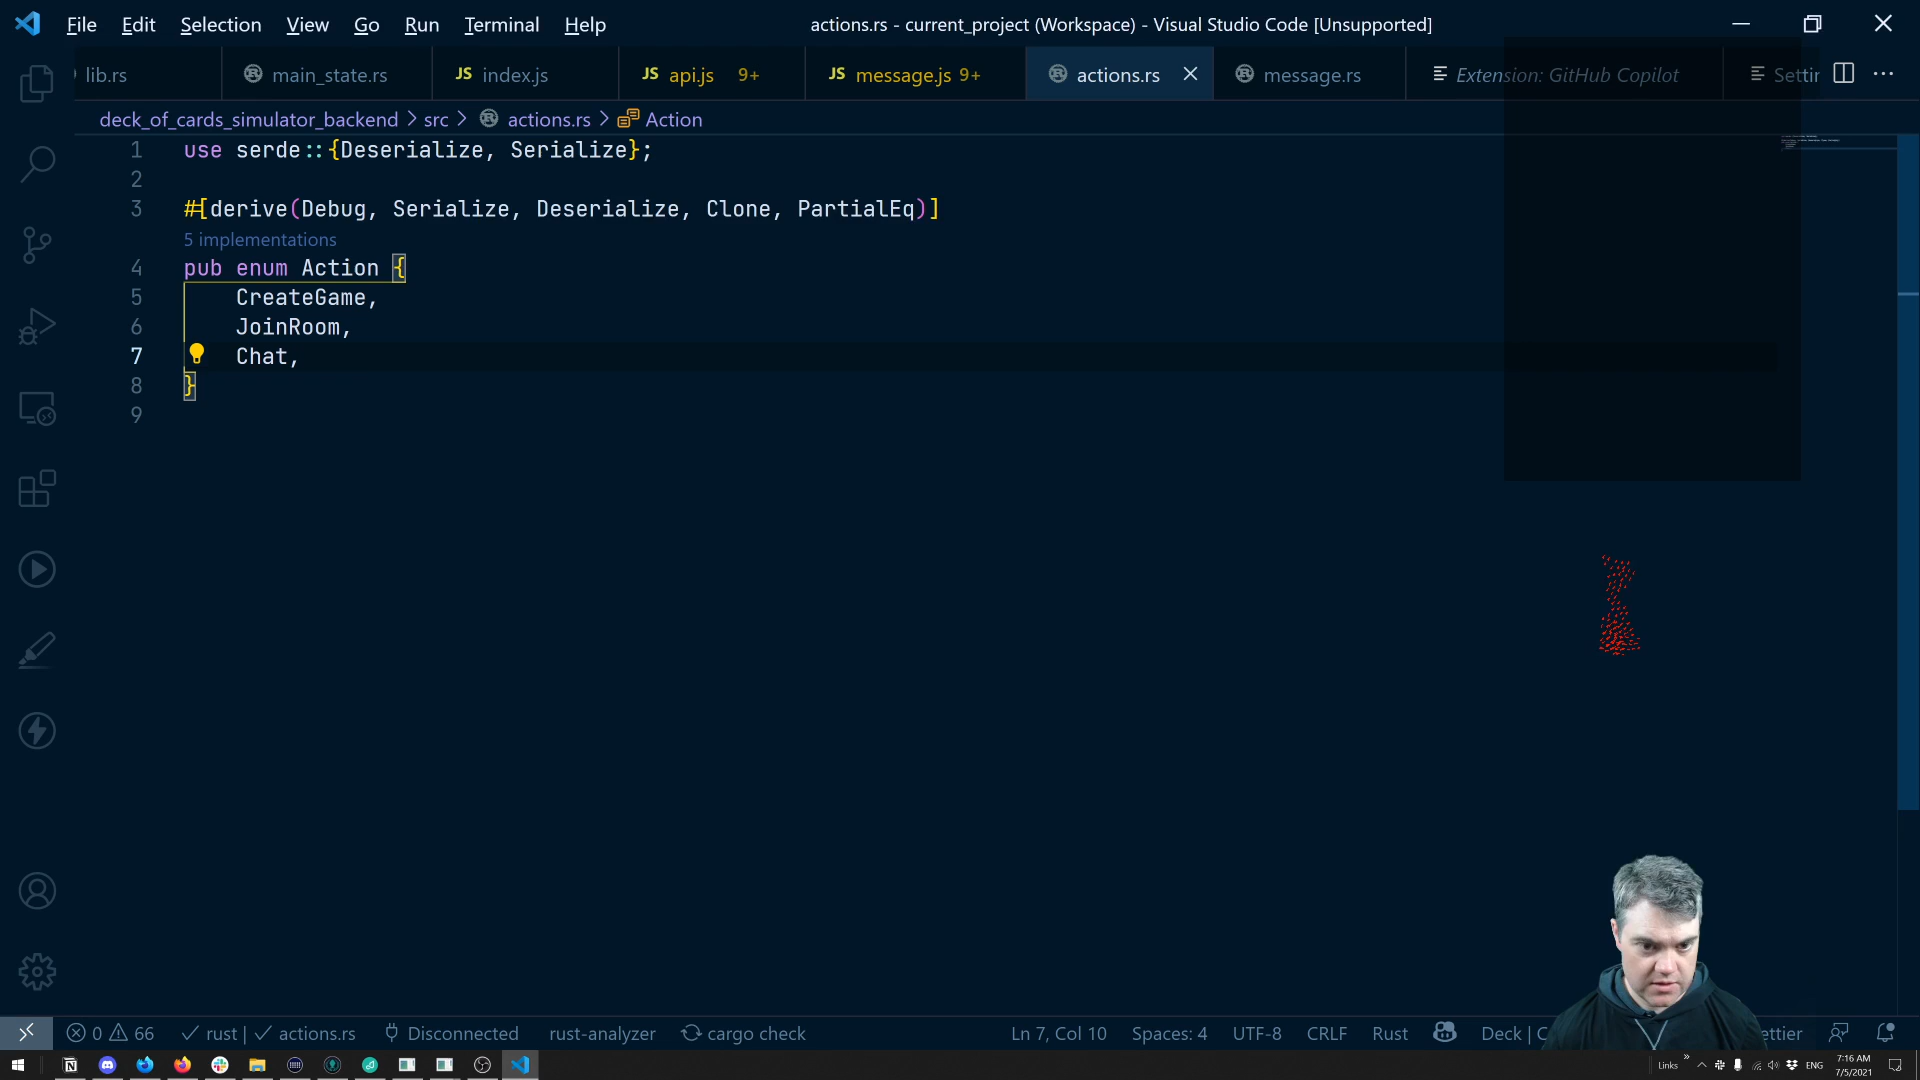 File Edit Selection View Go Run Terminal Help
actions.rs - current_project (Workspace) - Visual Studio Code [Unsupported]
lib.rs
main_state.rs
JS index.js
JS api.js 9+
JS message.js 9+
actions.rs
message.rs
Extension: GitHub Copilot
Settir
deck_of_cards_simulator_backend > src > actions.rs > Action
1 use serde::{Deserialize, Serialize};
2
3 #[derive(Debug, Serialize, Deserialize, Clone, PartialEq)]
5 implementations
4 pub enum Action {
5 CreateGame,
6 JoinRoom,
7 Chat,
8 }
9
0 66 rust | actions.rs Disconnected rust-analyzer cargo check
Ln 7, Col 10 Spaces: 4 UTF-8 CRLF Rust Deck | C ettier
Links » ENG 7:16 AM
7/5/2021